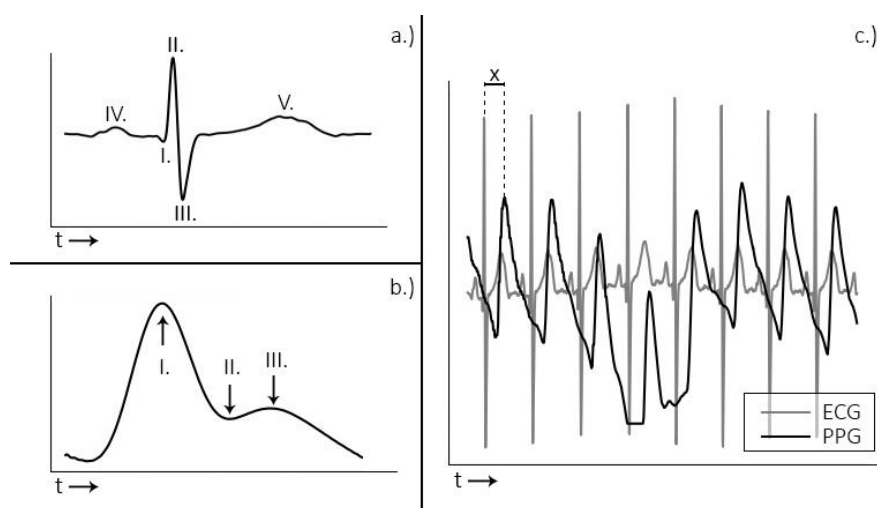 a.)
II.
IV.
V.
I.
III.
t
b.)
I.
II.
III.
t
c.)
x
ECG
PPG
t